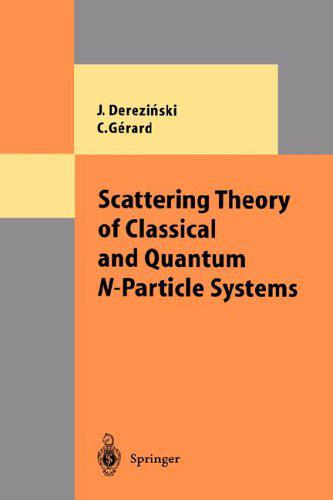 J. Dereziński
C. Gérard
Scattering Theory
of Classical
and Quantum
N-Particle Systems
Springer